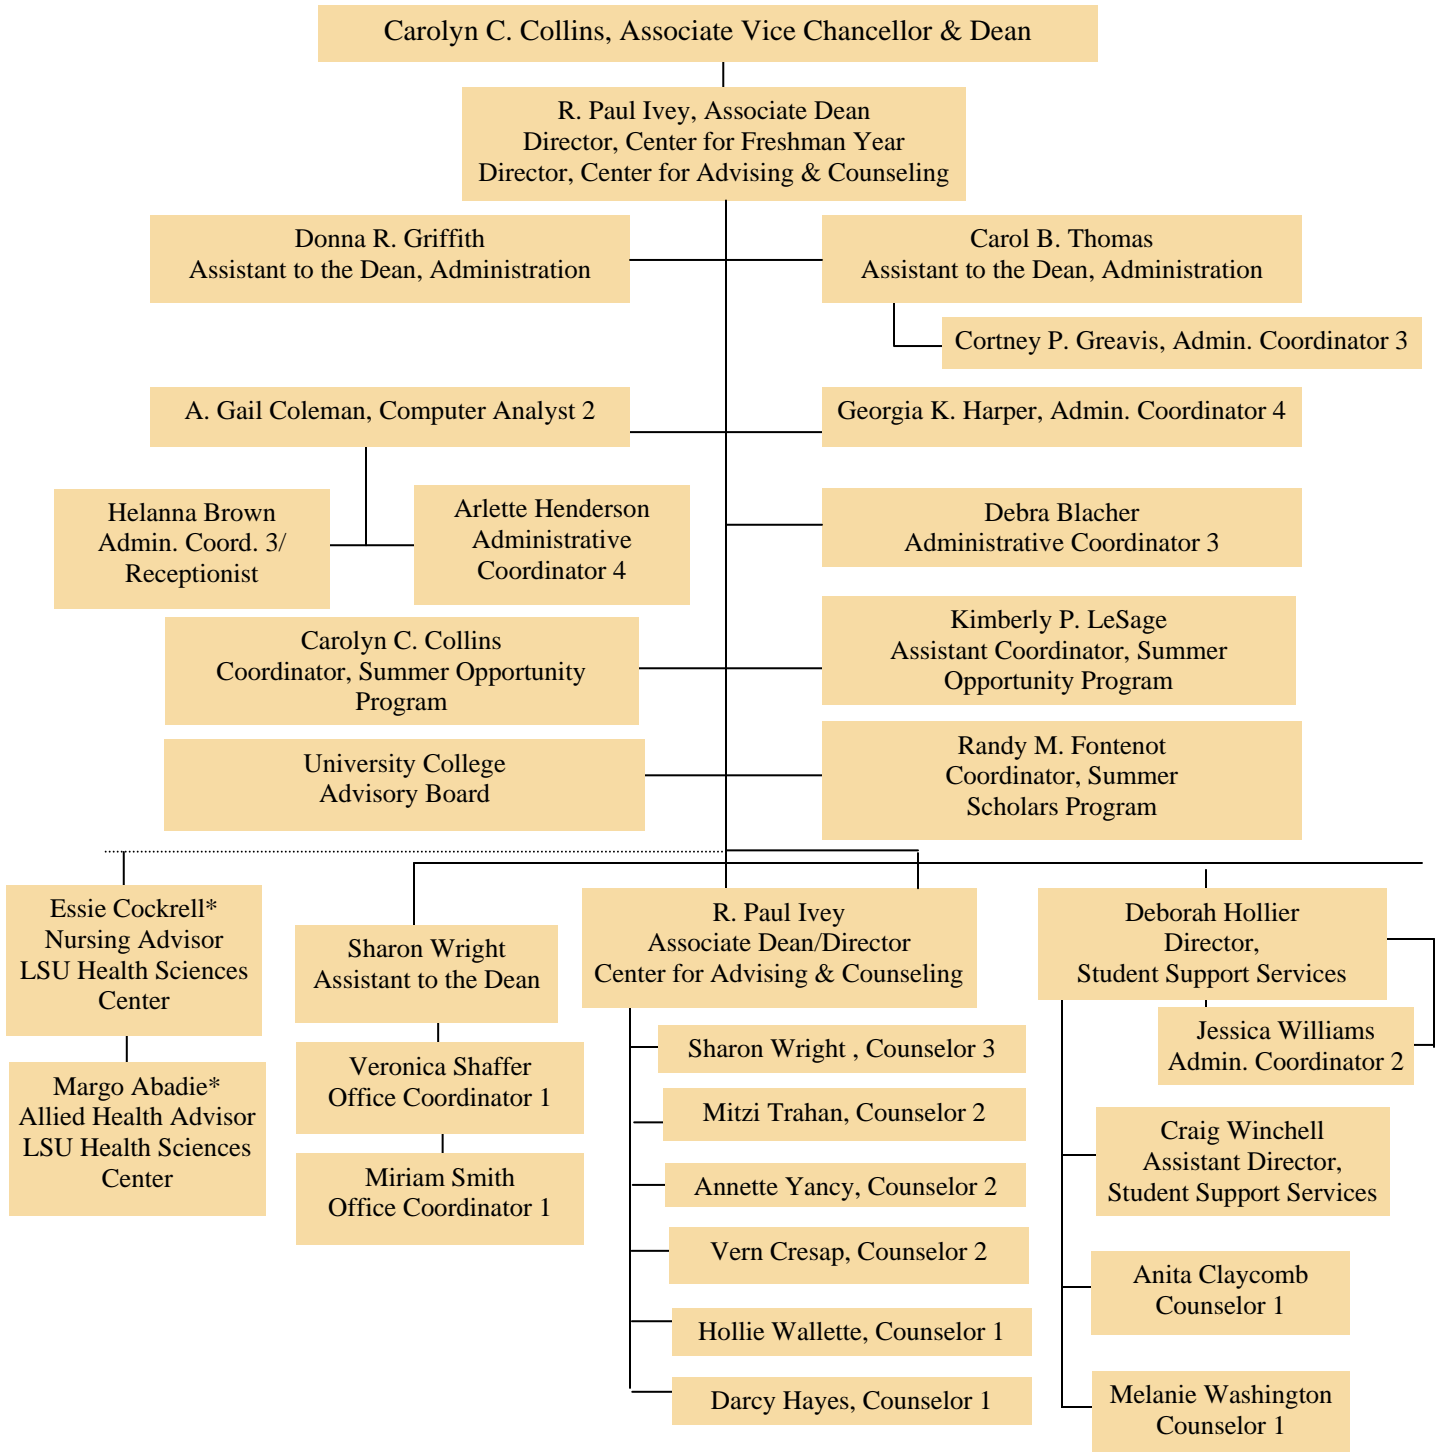 Carolyn C. Collins, Associate Vice Chancellor & Dean
R. Paul Ivey, Associate Dean
Director, Center for Freshman Year
Director, Center for Advising & Counseling
Donna R. Griffith
Assistant to the Dean, Administration
Carol B. Thomas
Assistant to the Dean, Administration
Cortney P. Greavis, Admin. Coordinator 3
A. Gail Coleman, Computer Analyst 2
Georgia K. Harper, Admin. Coordinator 4
Helanna Brown
Admin. Coord. 3/
Receptionist
Arlette Henderson
Administrative
Coordinator 4
Debra Blacher
Administrative Coordinator 3
Carolyn C. Collins
Coordinator, Summer Opportunity
Program
Kimberly P. LeSage
Assistant Coordinator, Summer
Opportunity Program
University College
Advisory Board
Randy M. Fontenot
Coordinator, Summer
Scholars Program
Essie Cockrell*
Nursing Advisor
LSU Health Sciences
Center
Margo Abadie*
Allied Health Advisor
LSU Health Sciences
Center
Sharon Wright
Assistant to the Dean
Veronica Shaffer
Office Coordinator 1
Miriam Smith
Office Coordinator 1
R. Paul Ivey
Associate Dean/Director
Center for Advising & Counseling
Sharon Wright , Counselor 3
Mitzi Trahan, Counselor 2
Annette Yancy, Counselor 2
Vern Cresap, Counselor 2
Hollie Wallette, Counselor 1
Darcy Hayes, Counselor 1
Deborah Hollier
Director,
Student Support Services
Jessica Williams
Admin. Coordinator 2
Craig Winchell
Assistant Director,
Student Support Services
Anita Claycomb
Counselor 1
Melanie Washington
Counselor 1